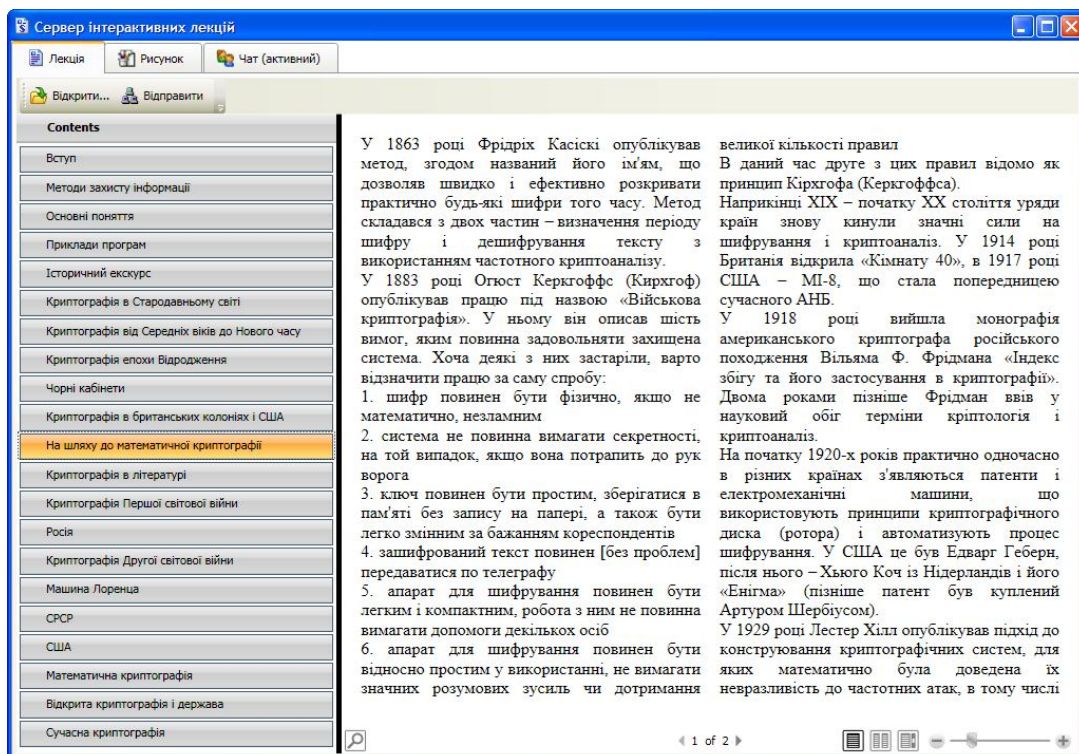 Сервер інтерактивних лекцій
Лекція
Рисунок
Чат (активний)
Відкрити...
Відправити
Contents
Вступ
Методи захисту інформації
Основні поняття
Приклади програм
Історичний екскурс
Криптографія в Стародавньому світі
Криптографія від Середніх віків до Нового часу
Криптографія епохи Відродження
Чорні кабінети
Криптографія в британських колоніях і США
На шляху до математичної криптографії
Криптографія в літературі
Криптографія Першої світової війни
Росія
Криптографія Другої світової війни
Машина Лоренца
СРСР
США
Математична криптографія
Відкрита криптографія і держава
Сучасна криптографія
У 1863 році Фрідріх Касіскі опублікував
метод, згодом названий його ім'ям, що
дозволяв швидко і ефективно розкривати
практично будь-які шифри того часу. Метод
складався з двох частин – визначення періоду
шифру і дешифрування тексту з
використанням частотного криптоаналізу.
У 1883 році Огюст Керкгоффс (Кирхгоф)
опублікував працю під назвою «Військова
криптографія». У ньому він описав шість
вимог, яким повинна задовольняти захищена
система. Хоча деякі з них застаріли, варто
відзначити працю за саму спробу:
1. шифр повинен бути фізично, якщо не
математично, незламним
2. система не повинна вимагати секретності,
на той випадок, якщо вона потрапить до рук
ворога
3. ключ повинен бути простим, зберігатися в
пам'яті без запису на папері, а також бути
легко змінним за бажанням кореспондентів
4. зашифрований текст повинен [без проблем]
передаватися по телеграфу
5. апарат для шифрування повинен бути
легким і компактним, робота з ним не повинна
вимагати допомоги декількох осіб
6. апарат для шифрування повинен бути
відносно простим у використанні, не вимагати
значних розумових зусиль чи дотримання
великої кількості правил
В даний час друге з цих правил відомо як
принцип Кірхгофа (Керкгоффса).
Наприкінці XIX – початку XX століття уряди
країн знову кинули значні сили на
шифрування і криптоаналіз. У 1914 році
Британія відкрила «Кімнату 40», в 1917 році
США – MI-8, що стала попередницею
сучасного АНБ.
У 1918 році вийшла монографія
американського криптографа російського
походження Вільяма Ф. Фрідмана «Індекс
збігу та його застосування в криптографії».
Двома роками пізніше Фрідман ввів у
науковий обіг терміни кріптологія і
криптоаналіз.
На початку 1920-х років практично одночасно
в різних країнах з'являються патенти і
електромеханічні машини, що
використовують принципи криптографічного
диска (ротора) і автоматизують процес
шифрування. У США це був Едварг Геберн,
після нього – Хьюго Коч із Нідерландів і його
«Енігма» (пізніше патент був куплений
Артуром Шербіусом).
У 1929 році Лестер Хілл опублікував підхід до
конструювання криптографічних систем, для
яких математично була доведена їх
невразливість до частотних атак, в тому числі
1 of 2